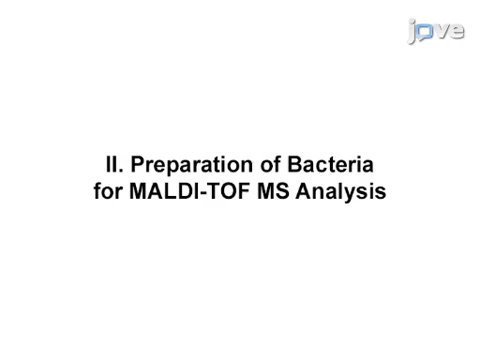 jove
II. Preparation of Bacteria
for MALDI-TOF MS Analysis